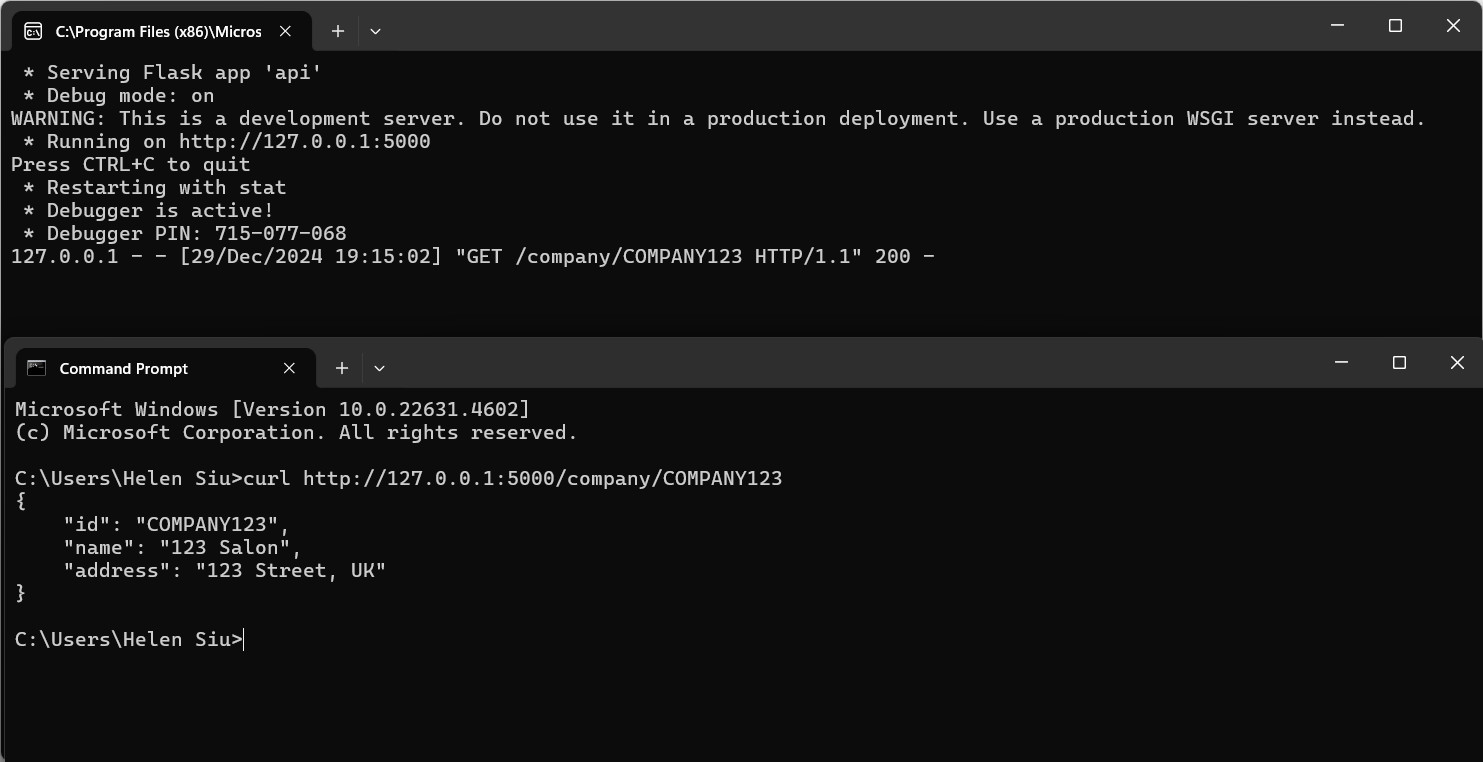 C:\Program Files (x86)\Micros
 * Serving Flask app 'api'
 * Debug mode: on
WARNING: This is a development server. Do not use it in a production deployment. Use a production WSGI server instead.
 * Running on http://127.0.0.1:5000
Press CTRL+C to quit
 * Restarting with stat
 * Debugger is active!
 * Debugger PIN: 715-077-068
127.0.0.1 - - [29/Dec/2024 19:15:02] "GET /company/COMPANY123 HTTP/1.1" 200 -
Command Prompt
Microsoft Windows [Version 10.0.22631.4602]
(c) Microsoft Corporation. All rights reserved.
C:\Users\Helen Siu>curl http://127.0.0.1:5000/company/COMPANY123
{
    "id": "COMPANY123",
    "name": "123 Salon",
    "address": "123 Street, UK"
}
C:\Users\Helen Siu>